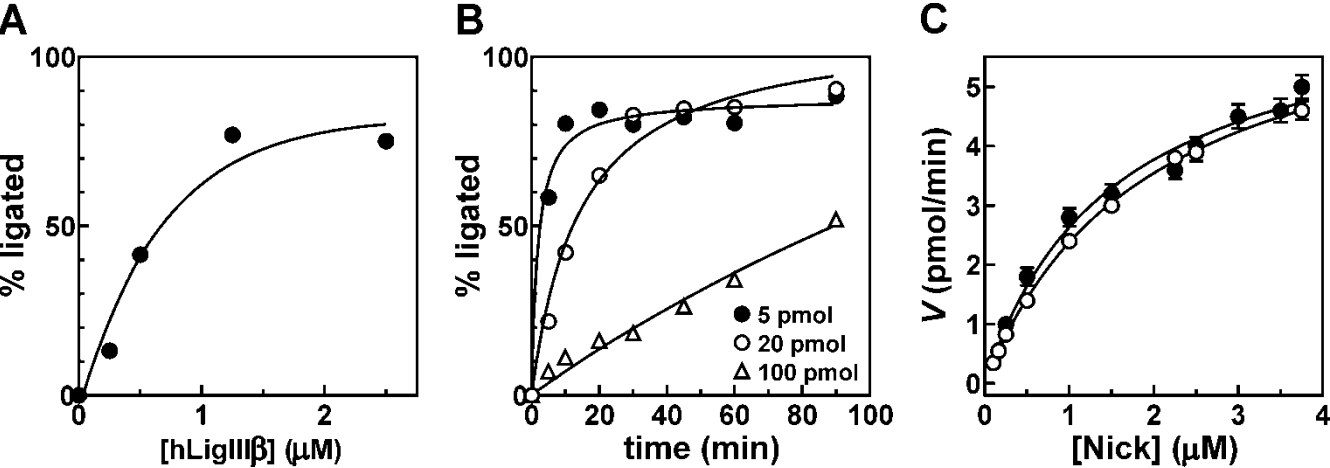 A
100
50
0
% ligated
0
1
2
[hLigIIIβ] (μM)
B
100
50
0
% ligated
5 pmol
20 pmol
100 pmol
0 20 40 60 80 100
time (min)
C
5
4
3
2
1
0
V (pmol/min)
0 1 2 3 4
[Nick] (μM)